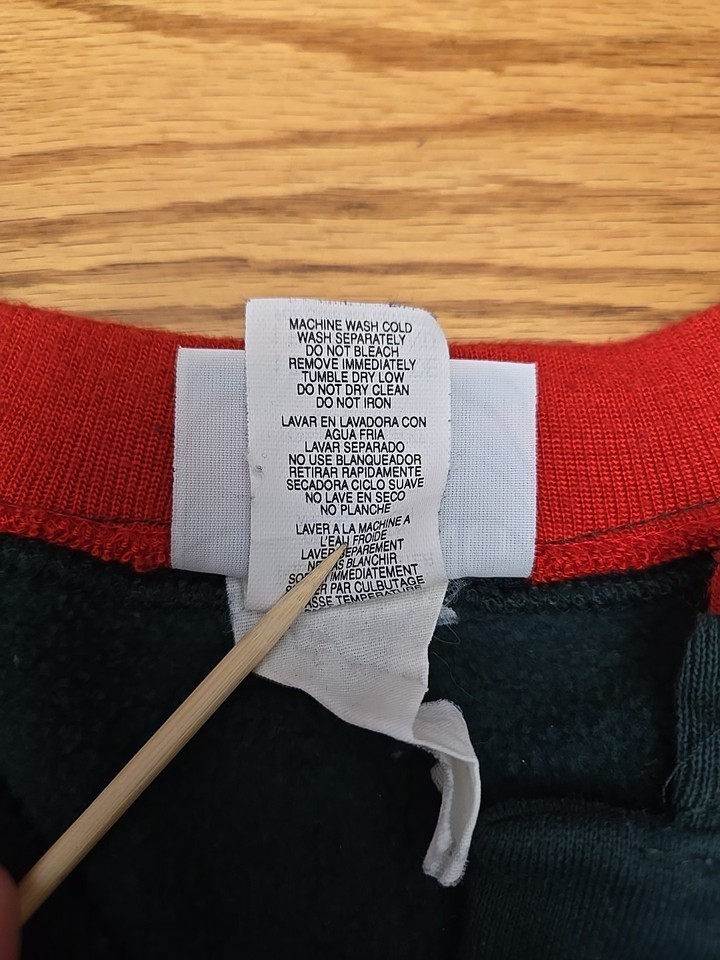 MACHINE WASH COLD
WASH SEPARATELY
DO NOT BLEACH
REMOVE IMMEDIATELY
TUMBLE DRY LOW
DO NOT DRY CLEAN
DO NOT IRON
LAVAR EN LAVADORA CON
AGUA FRIA
LAVAR SEPARADO
NO USE BLANQUEADOR
RETIRAR RAPIDAMENTE
SECADORA CICLO SUAVE
NO LAVE EN SECO
NO PLANCHE
LAVER A LA MACHINE A
L'EAU FROIDE
LAVER
BLANCHIR
IMMÉDIATEMENT
PAR CULBUTAGE